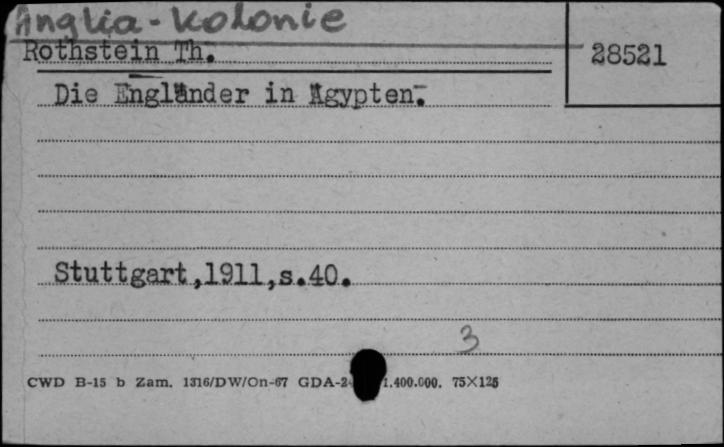 Anglia - Kolonie
Rothstein Th.
28521
Die Engländer in Ägypten.
Stuttgart,1911,s.40.
3
CWD B-15 b Zam. 1316/DW/On-67 GDA-2 1.400.000. 75X125